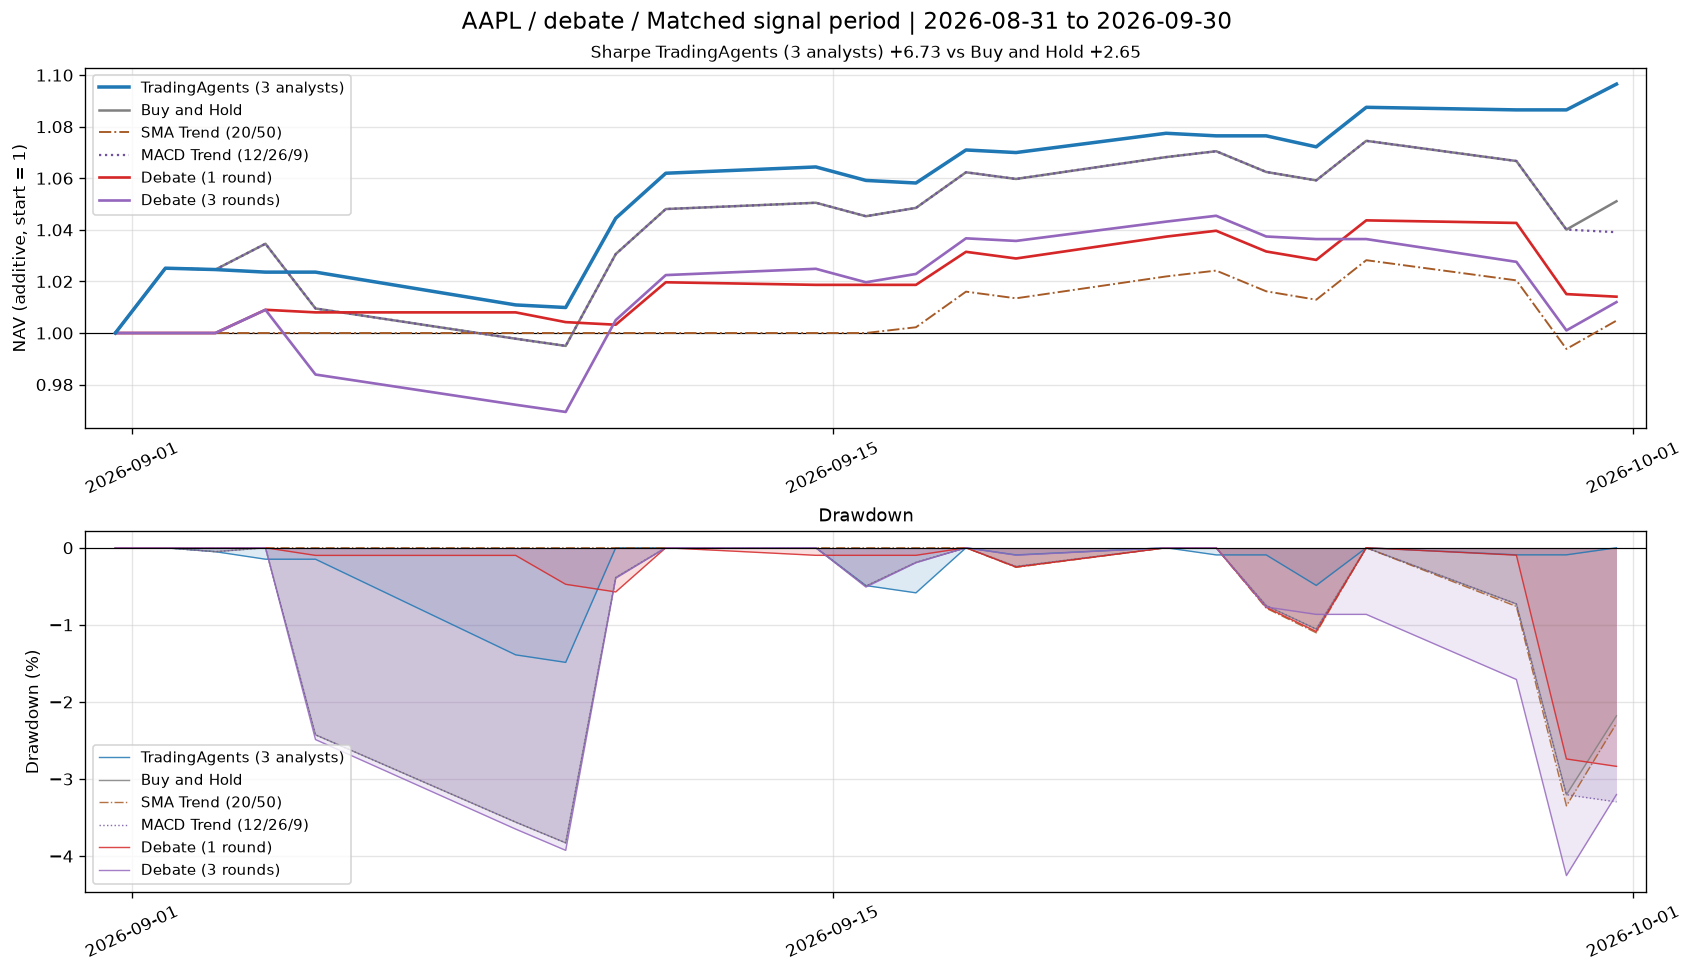 AAPL / debate / Matched signal period | 2026-08-31 to 2026-09-30
Sharpe TradingAgents (3 analysts) +6.73 vs Buy and Hold +2.65
NAV (additive, start = 1)
1.10
1.08
1.06
1.04
1.02
1.00
0.98
TradingAgents (3 analysts)
Buy and Hold
SMA Trend (20/50)
MACD Trend (12/26/9)
Debate (1 round)
Debate (3 rounds)
2026-09-01
2026-09-15
2026-10-01
Drawdown
Drawdown (%)
0
−1
−2
−3
−4
TradingAgents (3 analysts)
Buy and Hold
SMA Trend (20/50)
MACD Trend (12/26/9)
Debate (1 round)
Debate (3 rounds)
2026-09-01
2026-09-15
2026-10-01